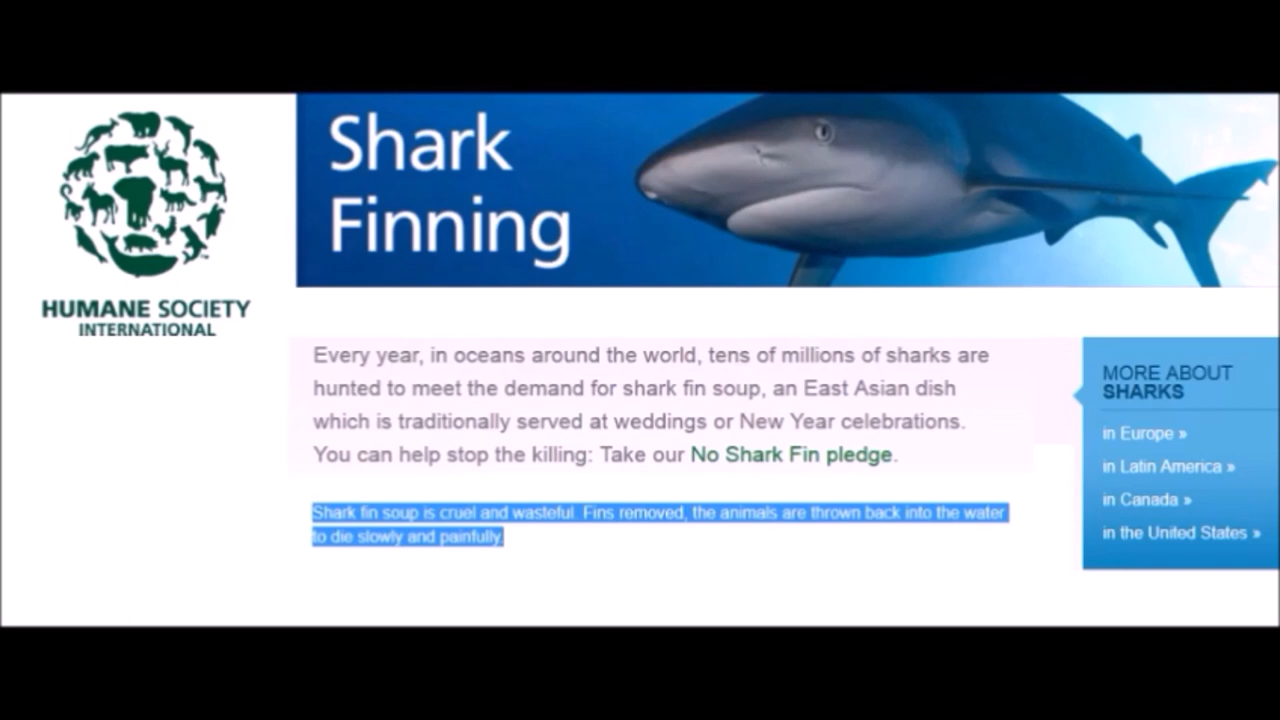 Shark
Finning
HUMANE SOCIETY
INTERNATIONAL
Every year, in oceans around the world, tens of millions of sharks are
hunted to meet the demand for shark fin soup, an East Asian dish
which is traditionally served at weddings or New Year celebrations.
You can help stop the killing: Take our No Shark Fin pledge.
Shark fin soup is cruel and wasteful. Fins removed, the animals are thrown back into the water
to die slowly and painfully.
MORE ABOUT
SHARKS
in Europe »
in Latin America »
in Canada »
in the United States »